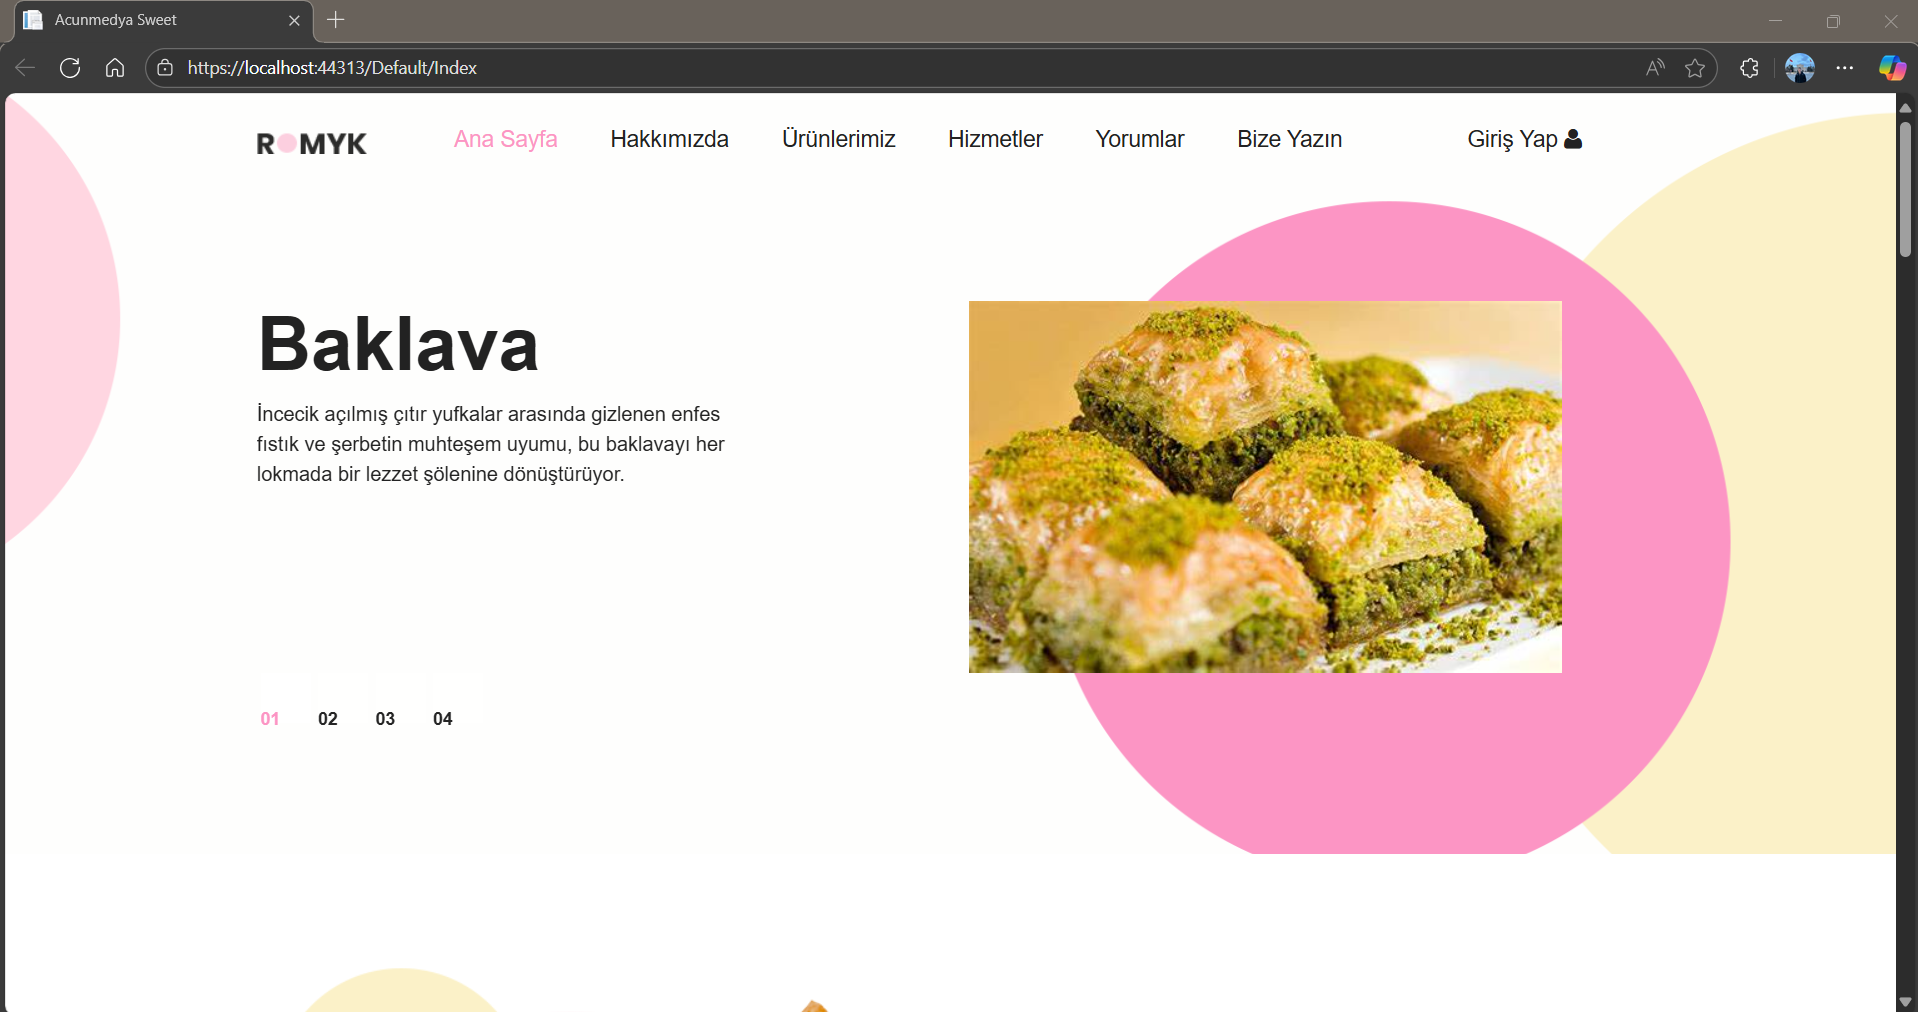 Acunmedya Sweet
https://localhost:44313/Default/Index
ROMYK
Ana Sayfa
Hakkımızda
Ürünlerimiz
Hizmetler
Yorumlar
Bize Yazın
Giriş Yap
Baklava
İncecik açılmış çıtır yufkalar arasında gizlenen enfes
fıstık ve şerbetin muhteşem uyumu, bu baklavayı her
lokmada bir lezzet şölenine dönüştürüyor.
01 02 03 04